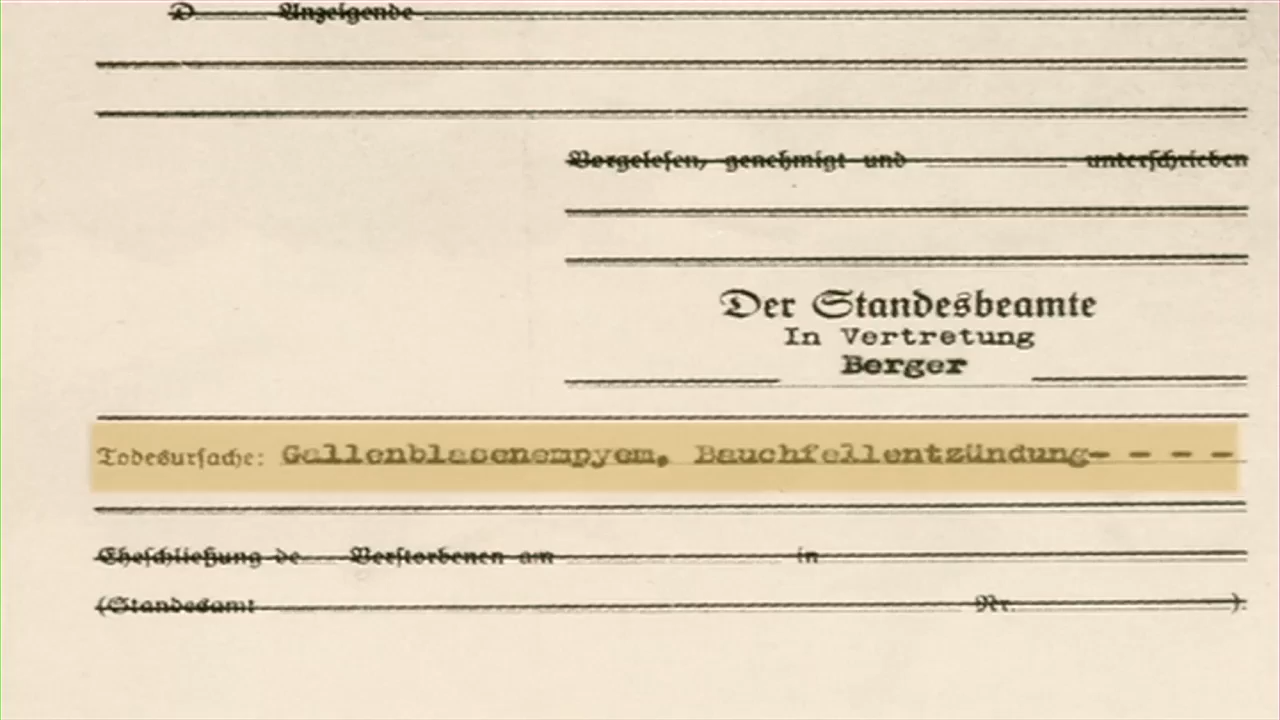 D Anzeigende
Vorgelesen, genehmigt und unterschrieben
Der Standesbeamte
In Vertretung
Berger
Todesursache: Gallenblasenempyem, Bauchfellentzündung- - - -
Eheschließung de Verstorbenen am in
(Standesamt Nr. ).